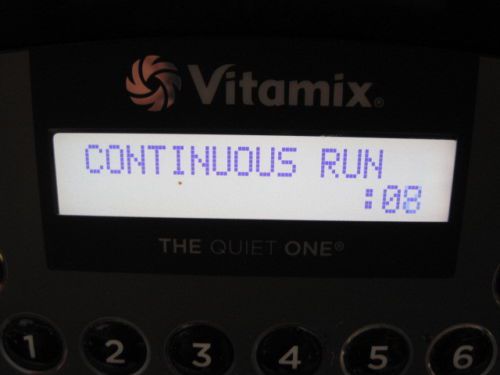 Vitamix®
CONTINUOUS RUN
:08
THE QUIET ONE®
1 2 3 4 5 6